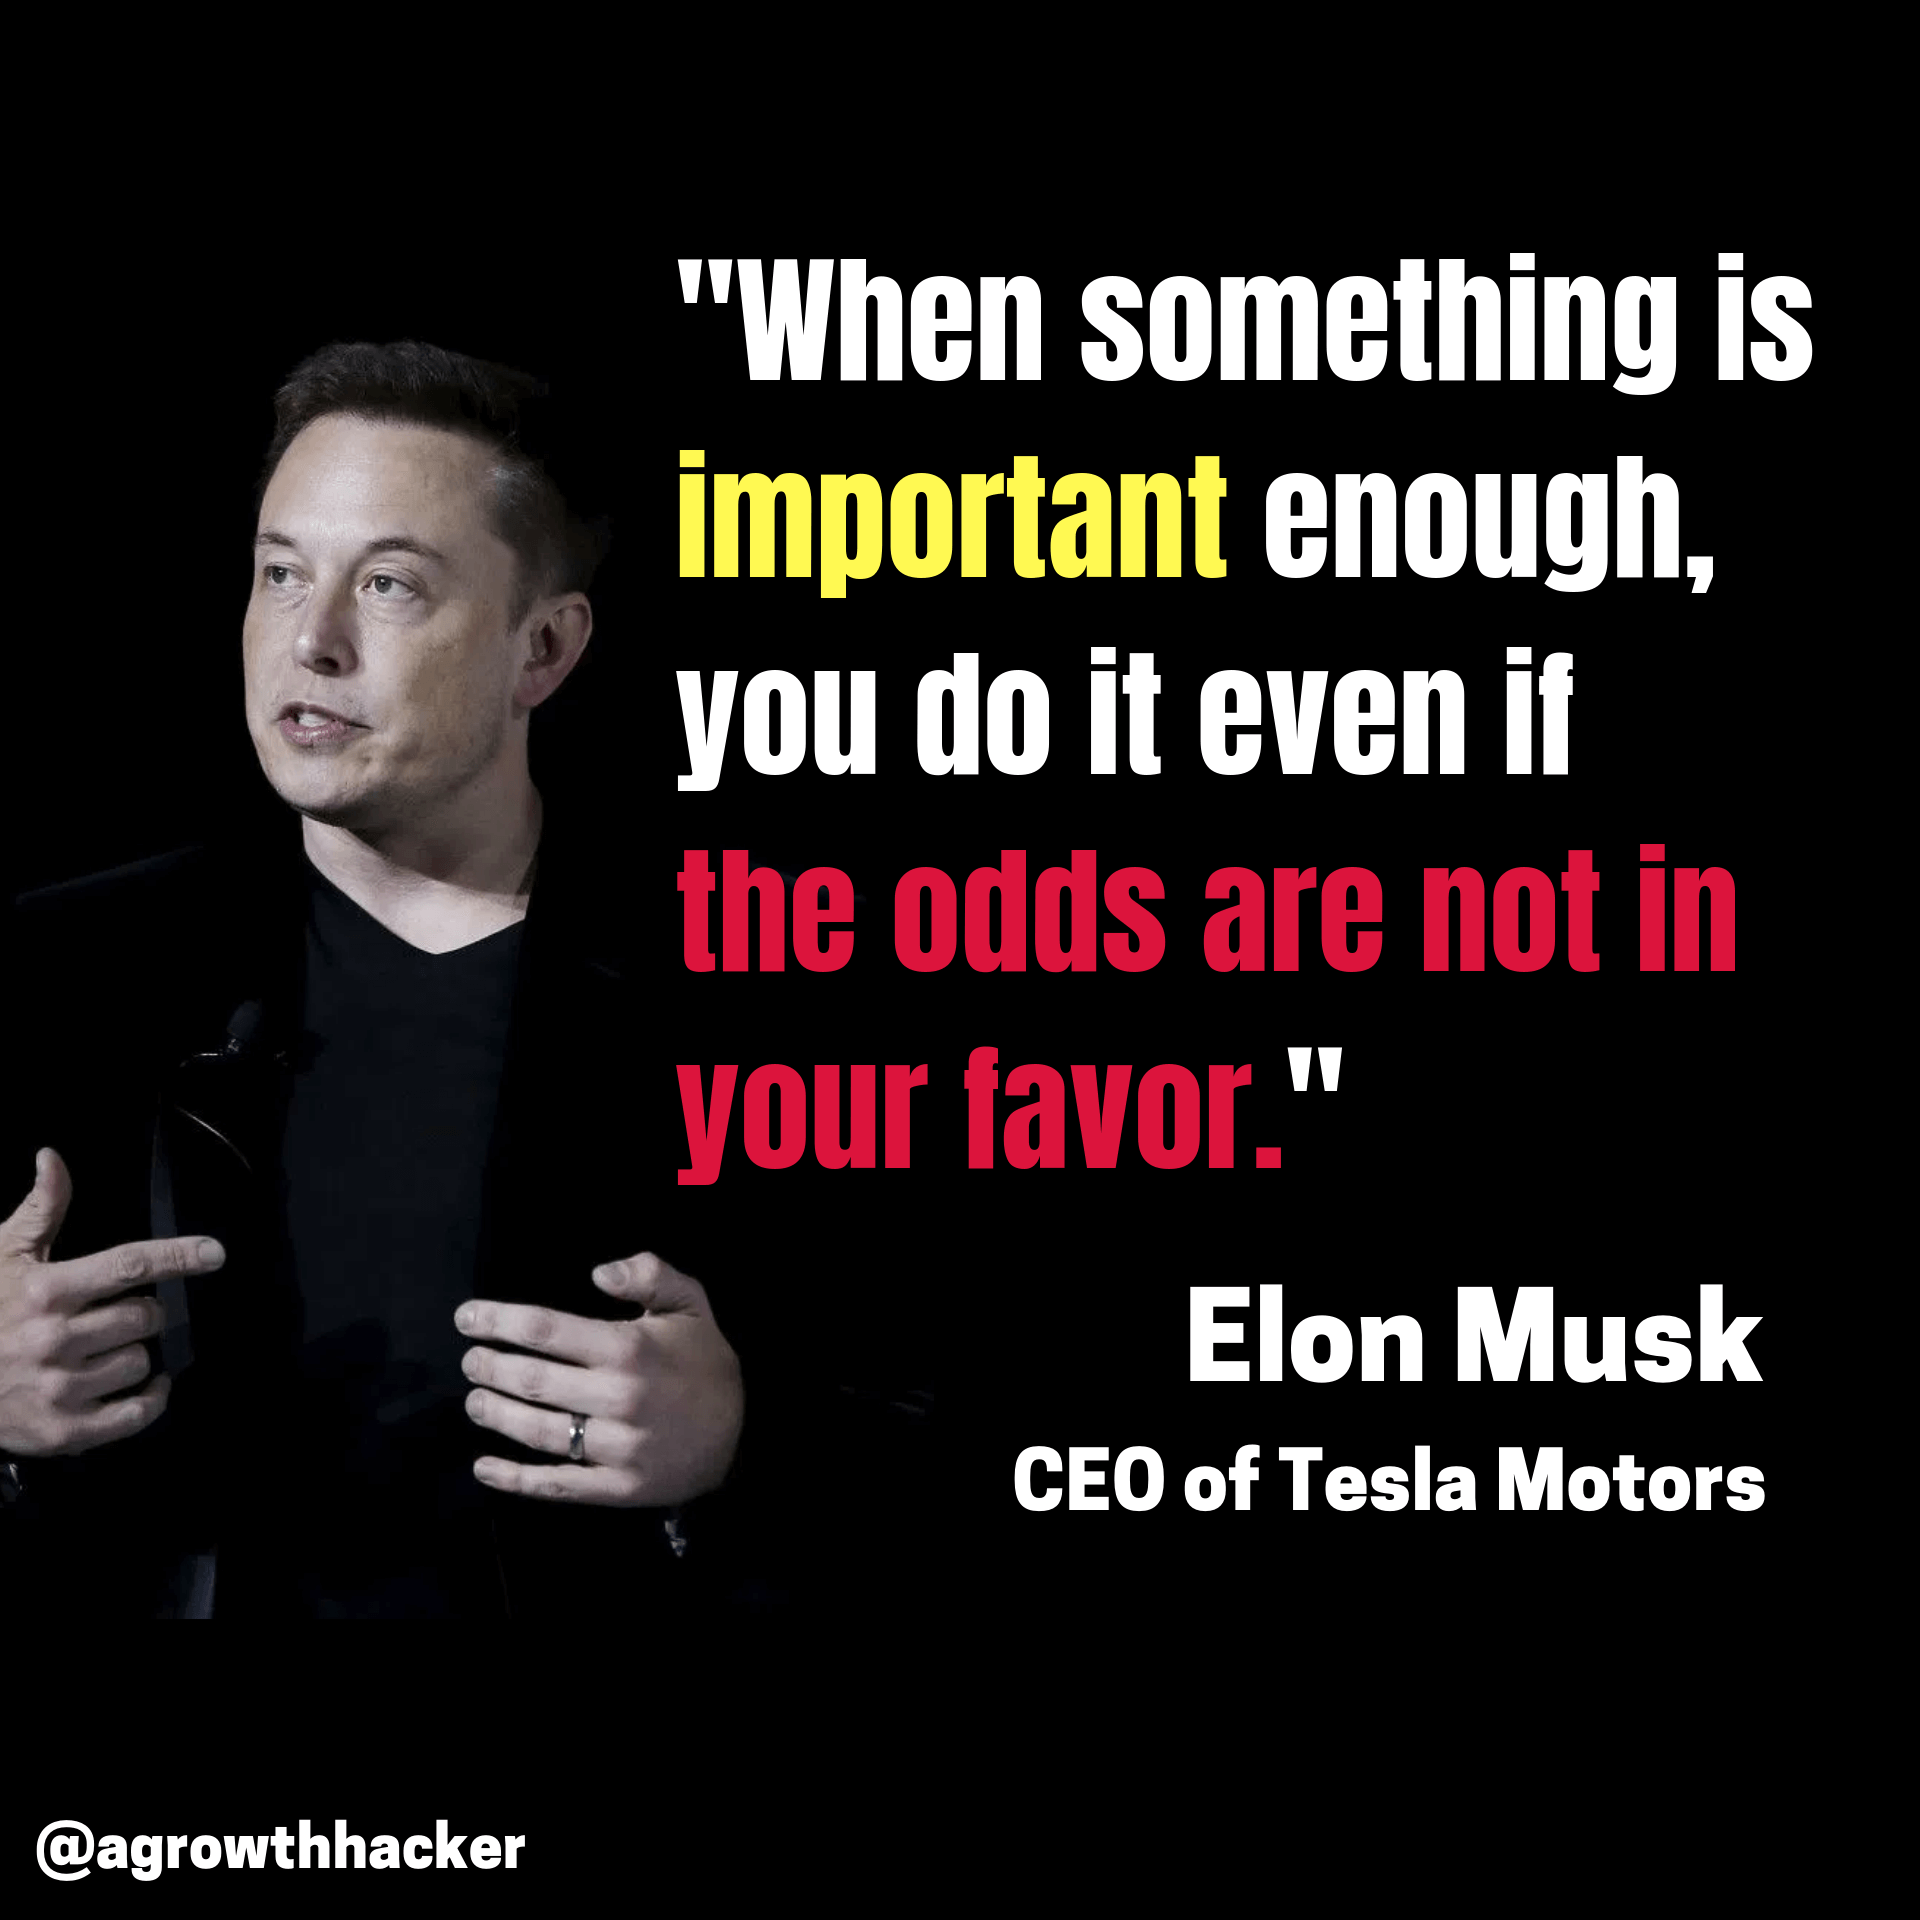 "When something is
important enough,
you do it even if
the odds are not in
your favor."
Elon Musk
CEO of Tesla Motors
@agrowthhacker